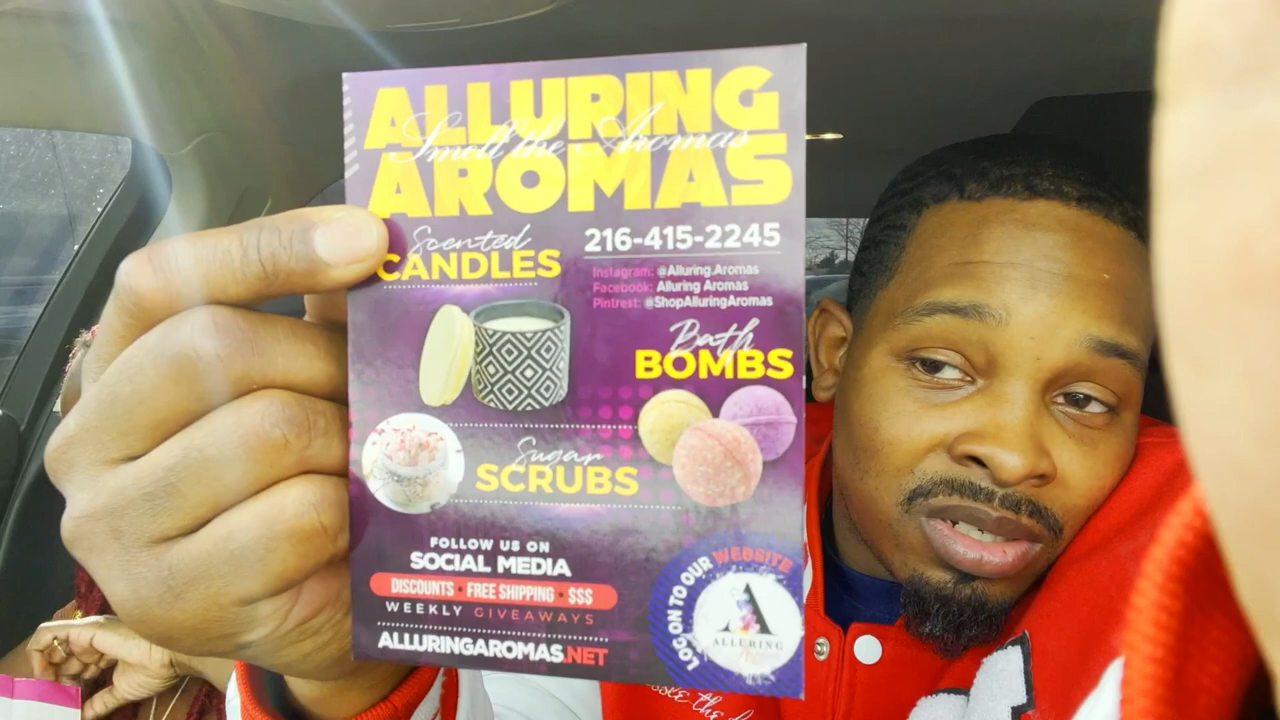 ALLURING
Smell the Aromas
AROMAS
Scented
CANDLES
216-415-2245
Instagram: @Alluring.Aromas
Facebook: Alluring Aromas
Pintrest: @ShopAlluringAromas
Bath
BOMBS
Sugar
SCRUBS
FOLLOW US ON
SOCIAL MEDIA
DISCOUNTS • FREE SHIPPING • $$$
WEEKLY GIVEAWAYS
ALLURINGAROMAS.NET
LOG ON TO OUR WEBSITE
A
ALLURING
Aromas
the